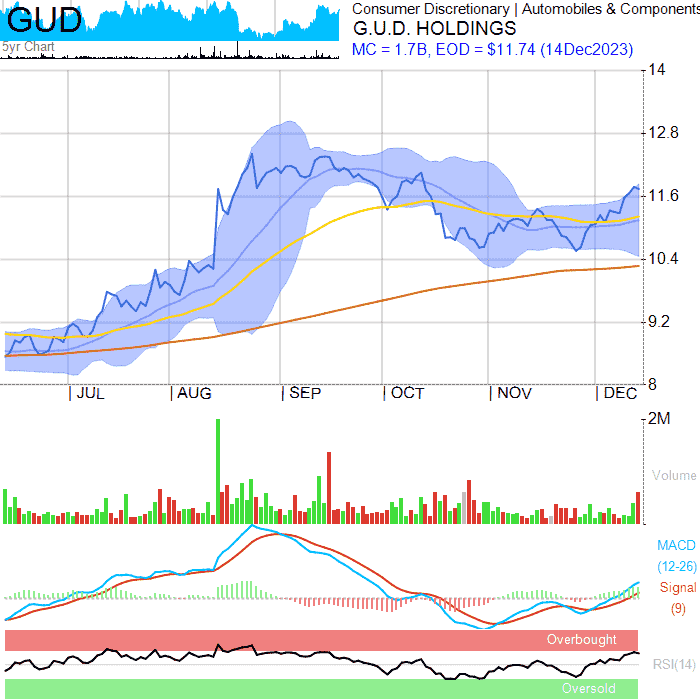 GUD
5yr Chart
Consumer Discretionary | Automobiles & Components
G.U.D. HOLDINGS
MC = 1.7B, EOD = $11.74 (14Dec2023)
14
12.8
11.6
10.4
9.2
8
| JUL | AUG | SEP | OCT | NOV | DEC
2M
Volume
MACD
(12-26)
Signal
(9)
Overbought
RSI(14)
Oversold